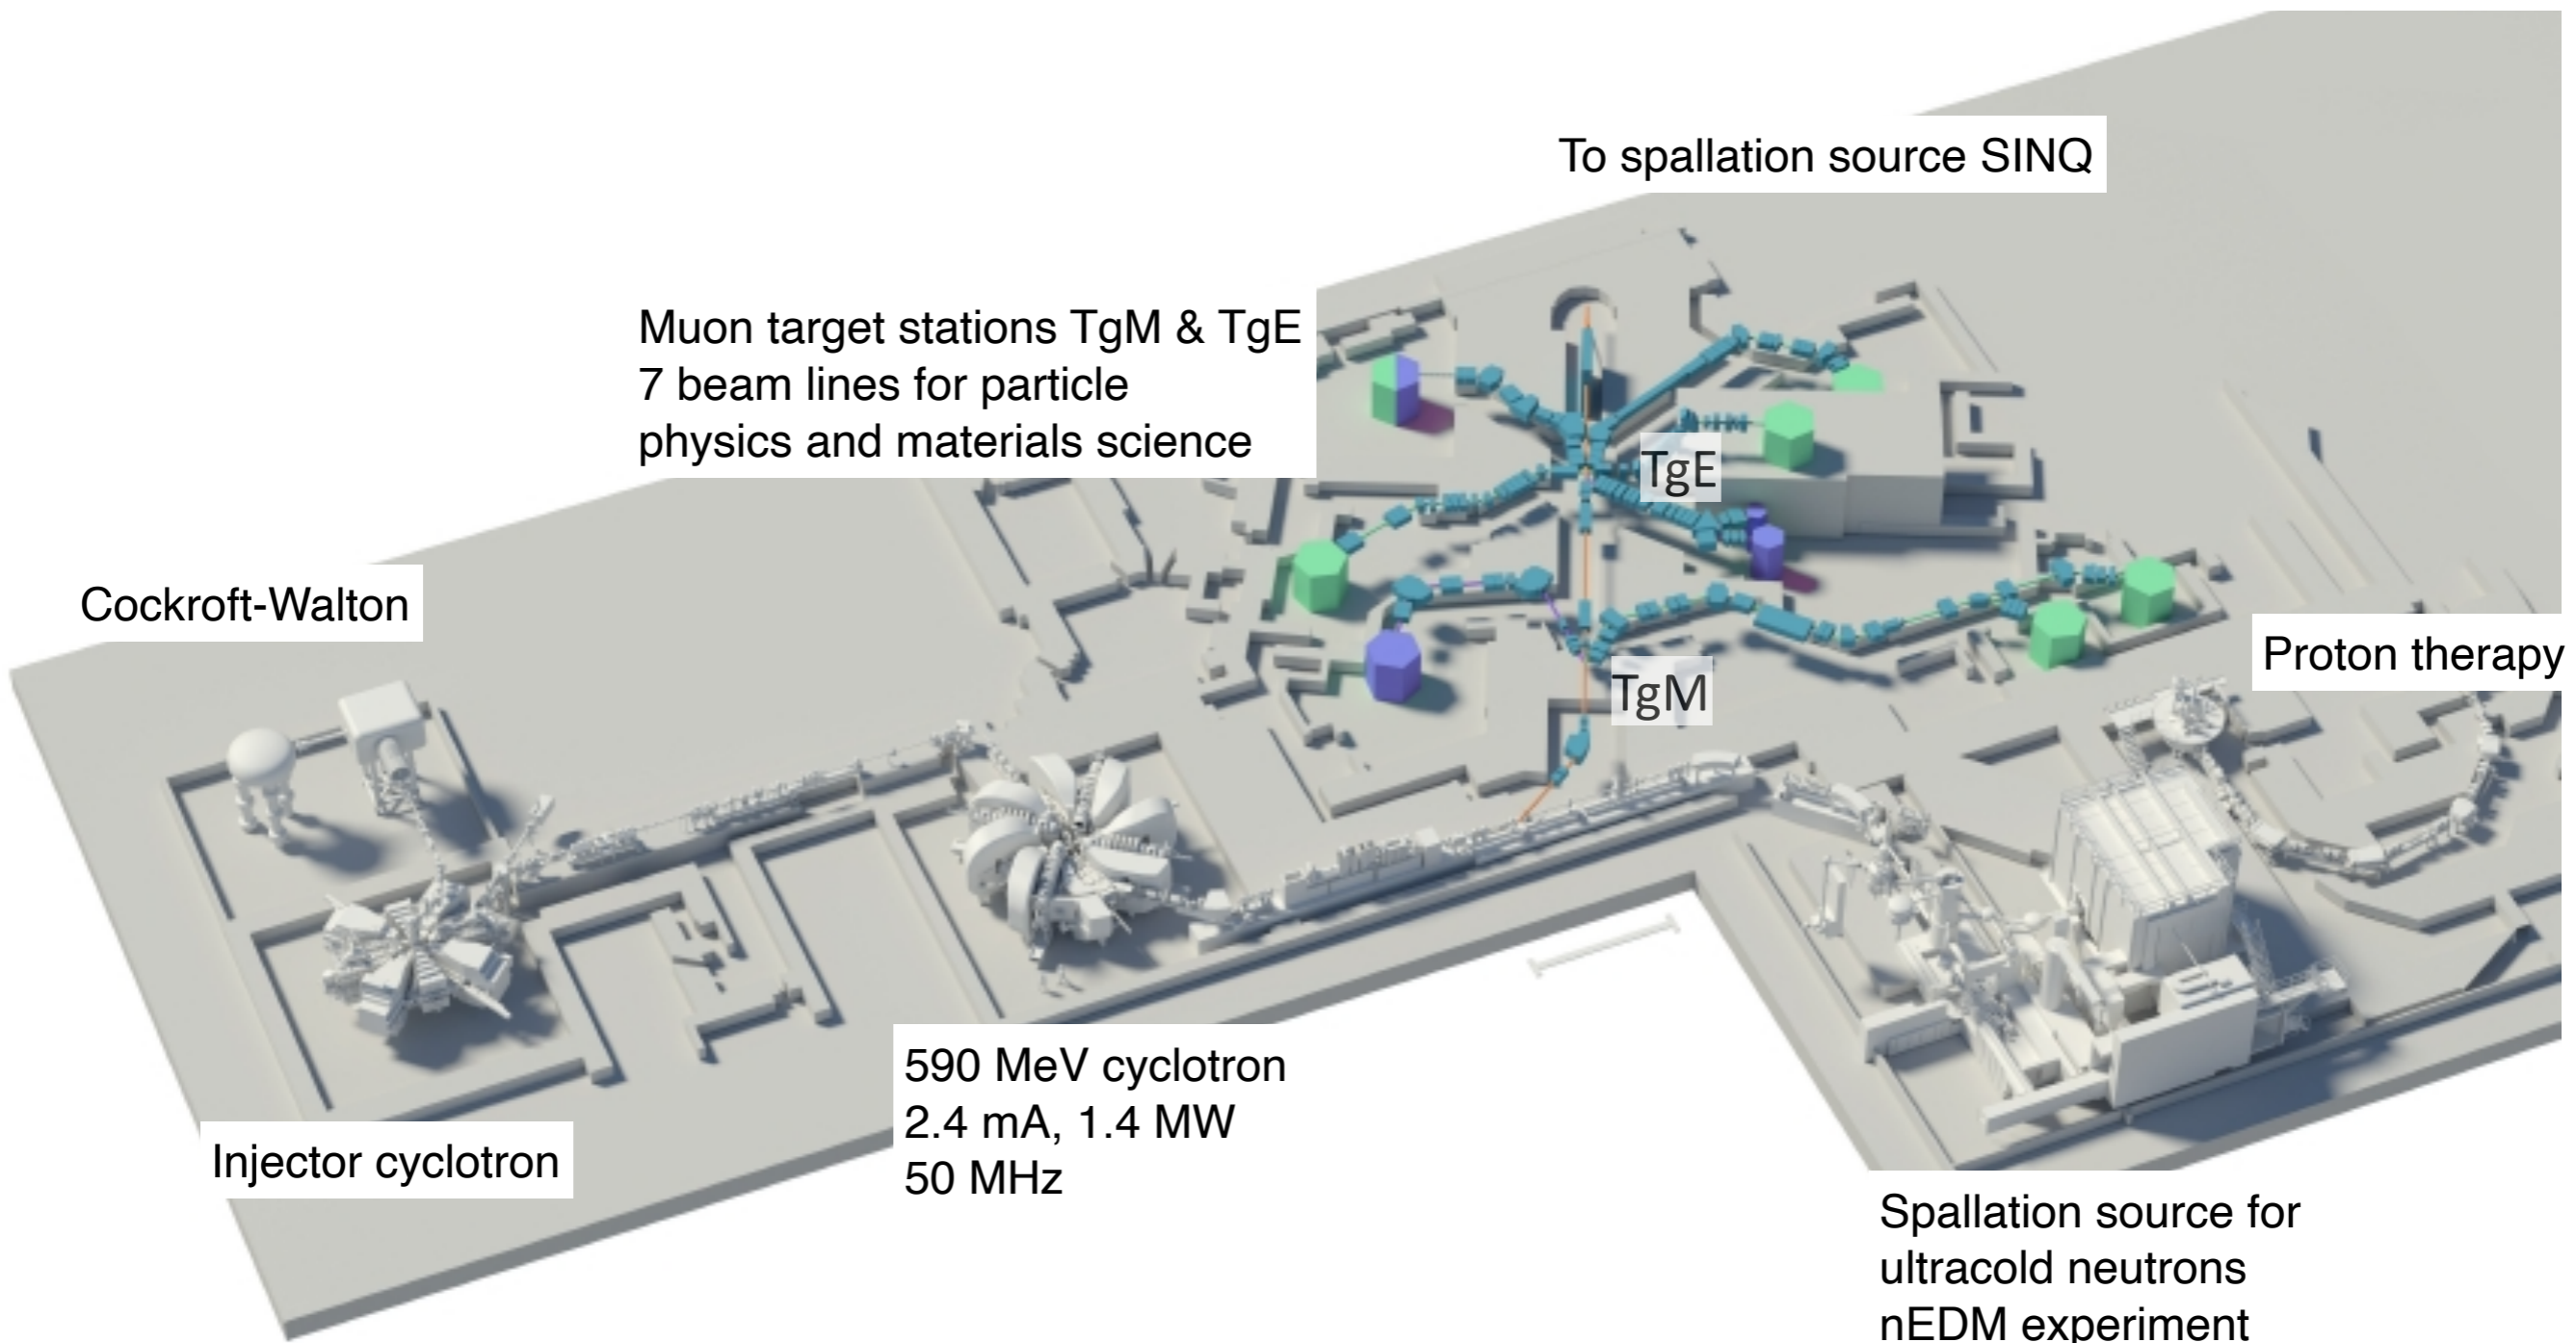 To spallation source SINQ
Muon target stations TgM & TgE
7 beam lines for particle
physics and materials science
TgE
Cockroft-Walton
Proton therapy
TgM
590 MeV cyclotron
2.4 mA, 1.4 MW
50 MHz
Injector cyclotron
Spallation source for
ultracold neutrons
nEDM experiment